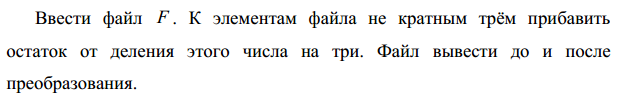 Ввести файл F. К элементам файла не кратным трём прибавить
остаток от деления этого числа на три. Файл вывести до и после
преобразования.